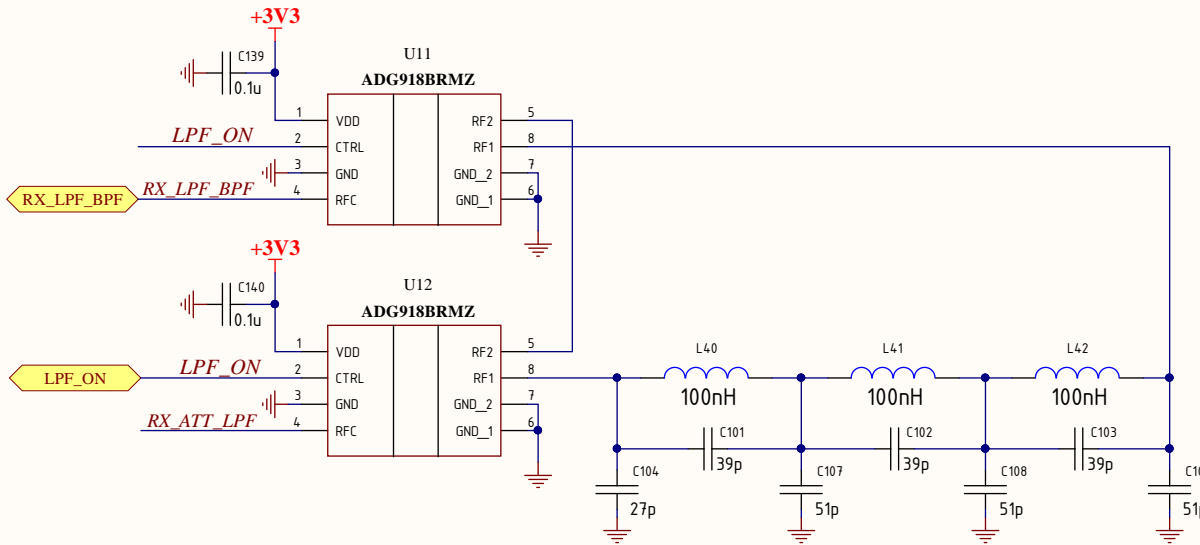 +3V3
C139
0.1u
U11
ADG918BRMZ
1 VDD RF2 5
LPF_ON 2 CTRL RF1 8
3 GND GND_2 7
RX_LPF_BPF RX_LPF_BPF 4 RFC GND_1 6
+3V3
C140
0.1u
U12
ADG918BRMZ
1 VDD RF2 5
LPF_ON LPF_ON 2 CTRL RF1 8
3 GND GND_2 7
RX_ATT_LPF 4 RFC GND_1 6
L40 L41 L42
100nH 100nH 100nH
C101 C102 C103
39p 39p 39p
C104 C107 C108
27p 51p 51p 51p